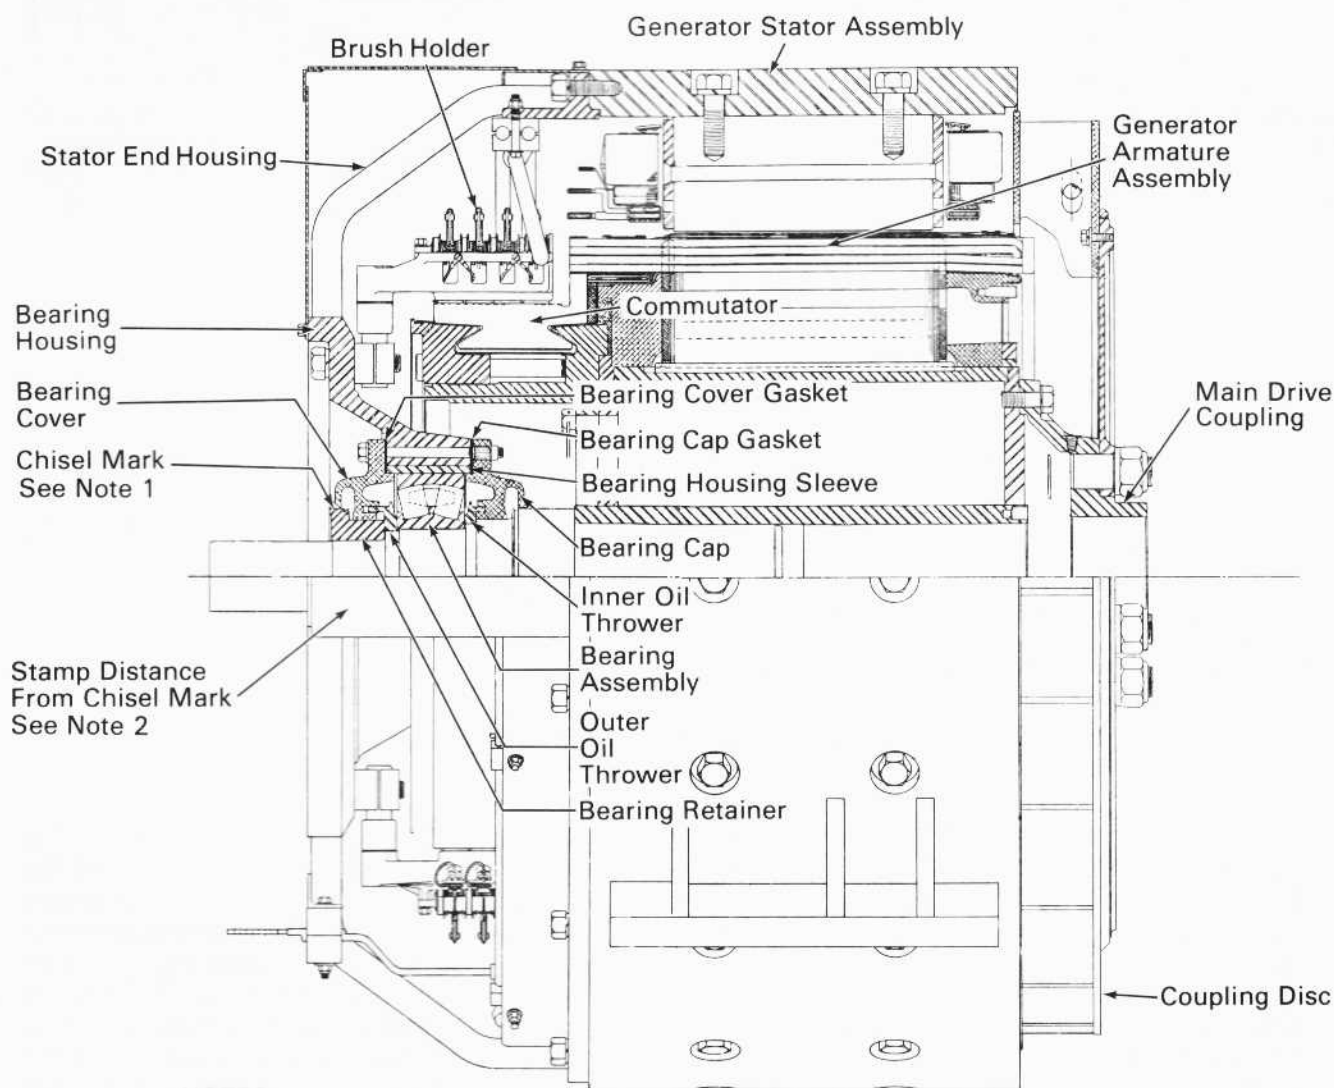 Generator Stator Assembly
Brush Holder
Stator End Housing
Generator
Armature
Assembly
Bearing
Housing
Commutator
Bearing
Cover
Bearing Cover Gasket
Main Drive
Coupling
Bearing Cap Gasket
Chisel Mark
See Note 1
Bearing Housing Sleeve
Bearing Cap
Inner Oil
Thrower
Bearing
Assembly
Stamp Distance
From Chisel Mark
See Note 2
Outer
Oil
Thrower
Bearing Retainer
Coupling Disc